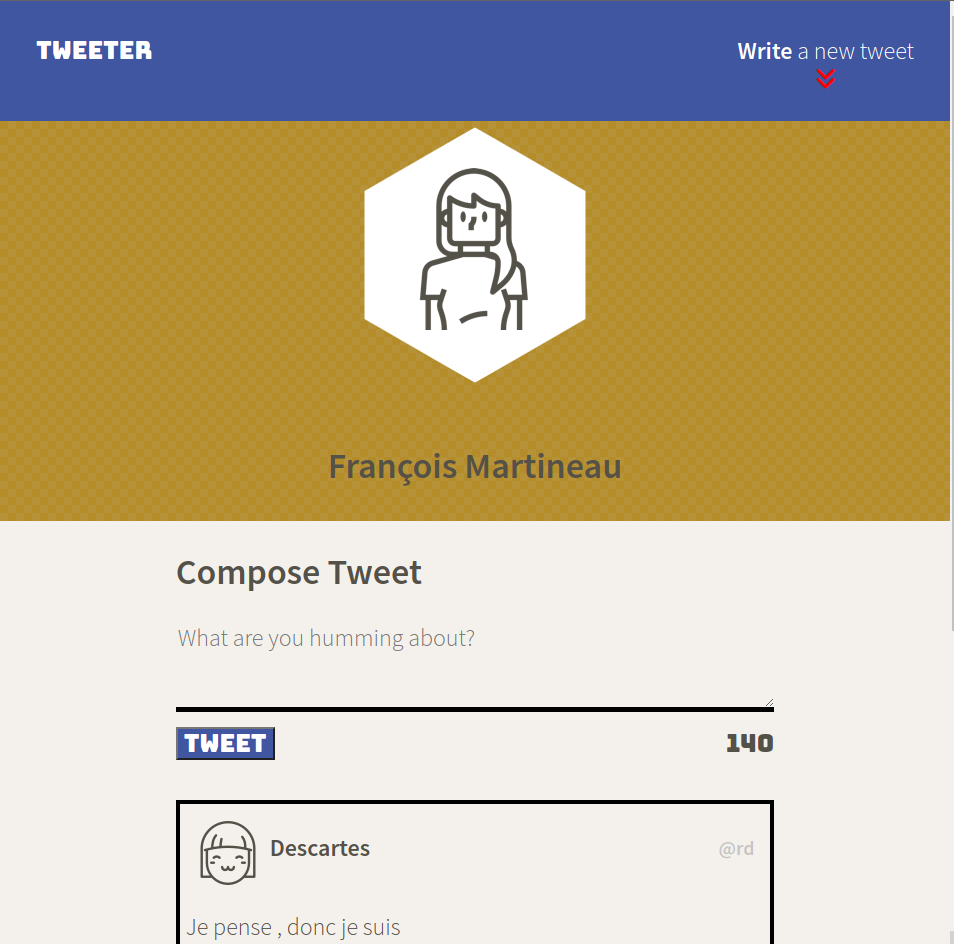 TWEETER
Write a new tweet
François Martineau
Compose Tweet
What are you humming about?
TWEET
140
Descartes
@rd
Je pense , donc je suis